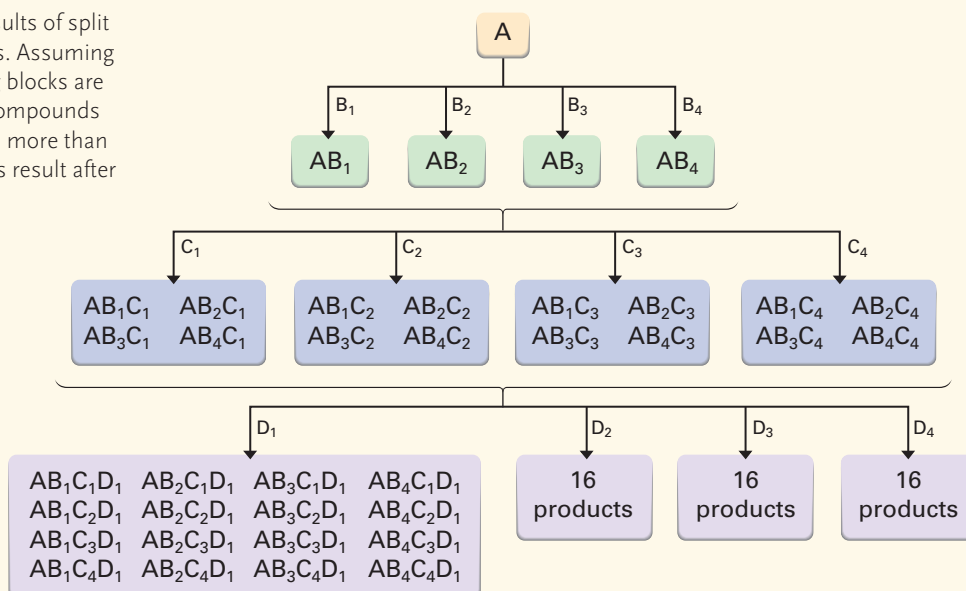 ults of split
s. Assuming
blocks are
ompounds
more than
s result after
A
B₁ B₂ B₃ B₄
AB₁ AB₂ AB₃ AB₄
C₁ C₂ C₃ C₄
AB₁C₁ AB₂C₁ AB₁C₂ AB₂C₂ AB₁C₃ AB₂C₃ AB₁C₄ AB₂C₄
AB₃C₁ AB₄C₁ AB₃C₂ AB₄C₂ AB₃C₃ AB₄C₃ AB₃C₄ AB₄C₄
D₁ D₂ D₃ D₄
AB₁C₁D₁ AB₂C₁D₁ AB₃C₁D₁ AB₄C₁D₁
AB₁C₂D₁ AB₂C₂D₁ AB₃C₂D₁ AB₄C₂D₁
AB₁C₃D₁ AB₂C₃D₁ AB₃C₃D₁ AB₄C₃D₁
AB₁C₄D₁ AB₂C₄D₁ AB₃C₄D₁ AB₄C₄D₁
16
products
16
products
16
products